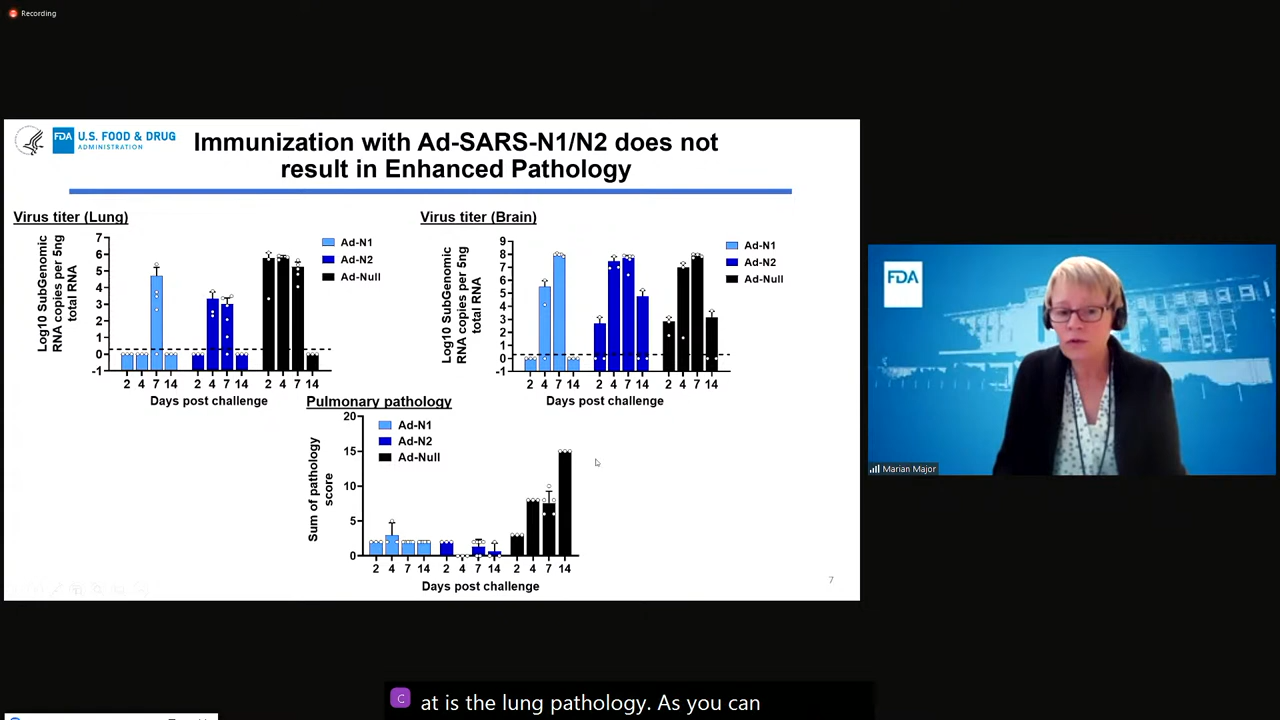 Recording
FDA U.S. FOOD & DRUG
ADMINISTRATION
Immunization with Ad-SARS-N1/N2 does not
result in Enhanced Pathology
Virus titer (Lung)
Log10 SubGenomic
RNA copies per 5ng
total RNA
7
6
5
4
3
2
1
0
-1
Ad-N1
Ad-N2
Ad-Null
2 4 7 14 2 4 7 14 2 4 7 14
Days post challenge
Virus titer (Brain)
Log10 SubGenomic
RNA copies per 5ng
total RNA
9
8
7
6
5
4
3
2
1
0
-1
Ad-N1
Ad-N2
Ad-Null
2 4 7 14 2 4 7 14 2 4 7 14
Days post challenge
Pulmonary pathology
Sum of pathology
score
20
15
10
5
0
Ad-N1
Ad-N2
Ad-Null
2 4 7 14 2 4 7 14 2 4 7 14
Days post challenge
7
FDA
Marian Major
C
at is the lung pathology. As you can